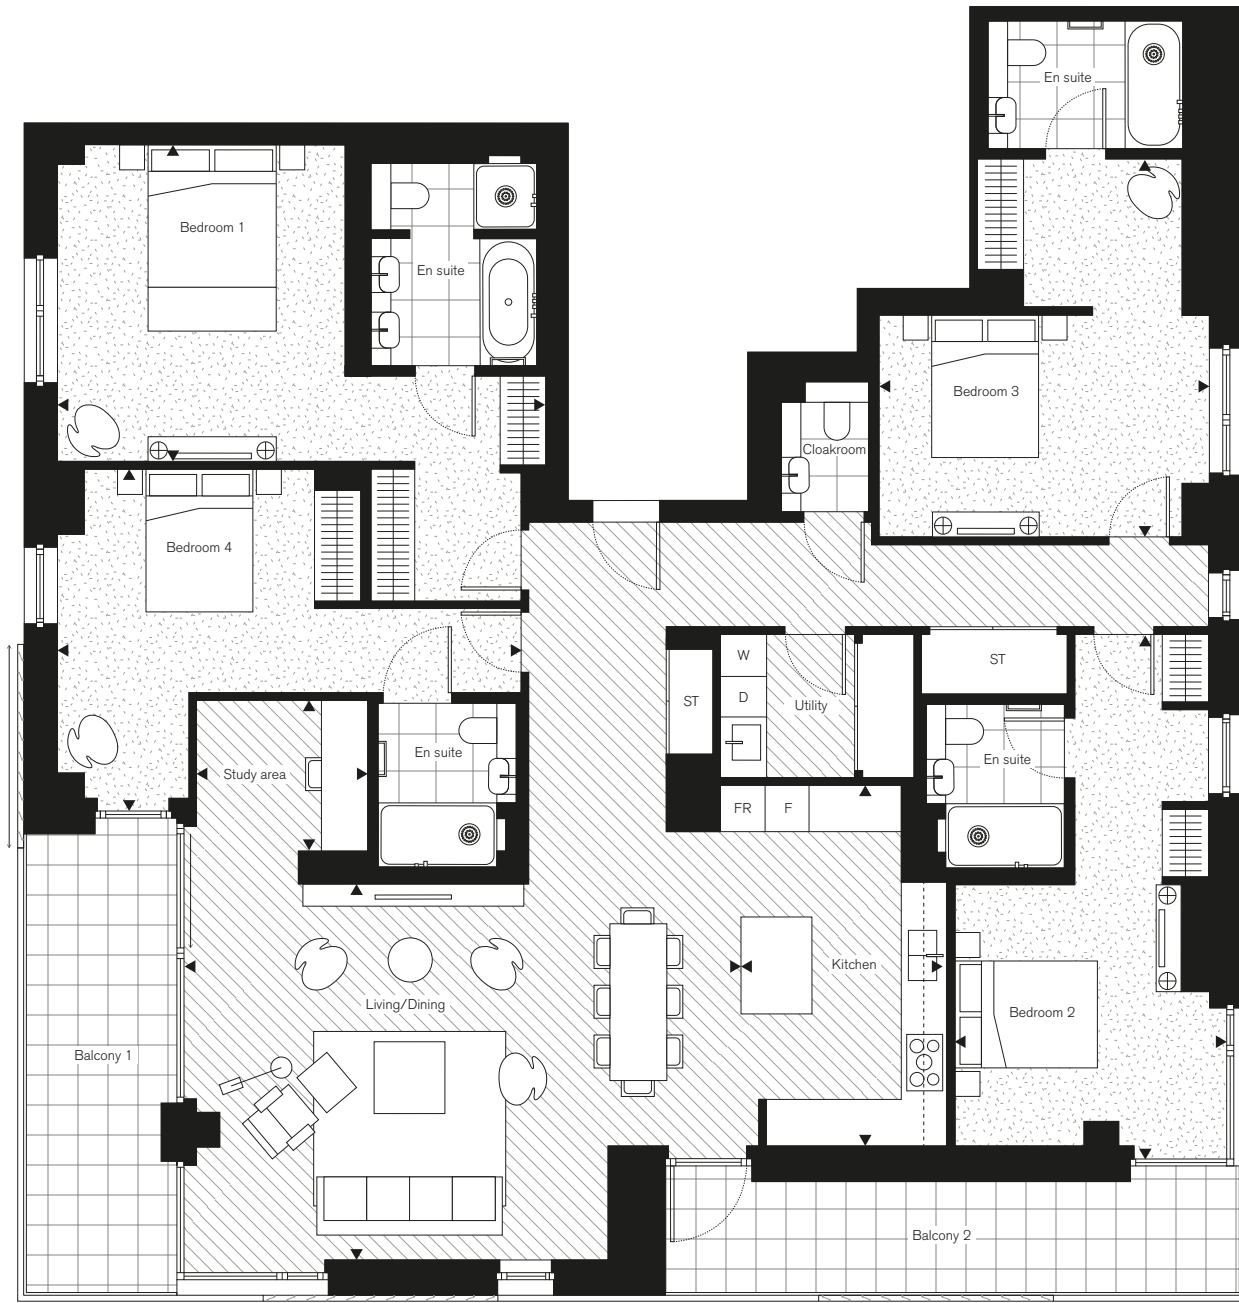 En suite
Bedroom 1
En suite
Bedroom 3
Cloakroom
Bedroom 4
W
ST
D
ST
Utility
En suite
En suite
Study area
FR
F
Kitchen
Living/Dining
Bedroom 2
Balcony 1
Balcony 2